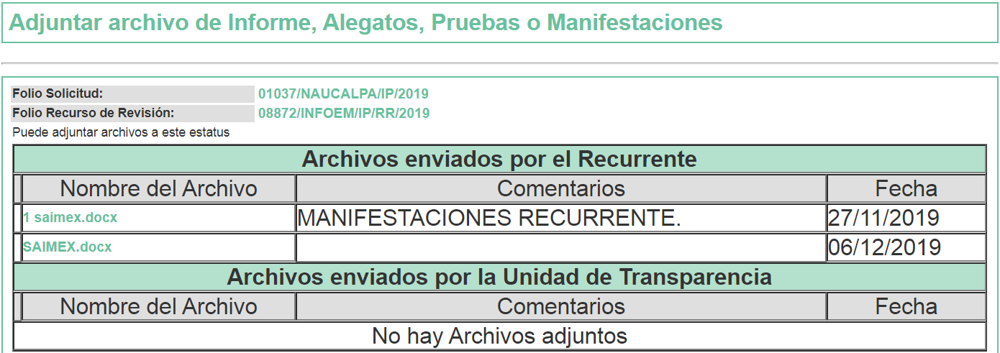 Adjuntar archivo de Informe, Alegatos, Pruebas o Manifestaciones
Folio Solicitud: 01037/NAUCALPA/IP/2019
Folio Recurso de Revisión: 08872/INFOEM/IP/RR/2019
Puede adjuntar archivos a este estatus
Archivos enviados por el Recurrente
Nombre del Archivo Comentarios Fecha
1 saimex.docx MANIFESTACIONES RECURRENTE. 27/11/2019
SAIMEX.docx 06/12/2019
Archivos enviados por la Unidad de Transparencia
Nombre del Archivo Comentarios Fecha
No hay Archivos adjuntos